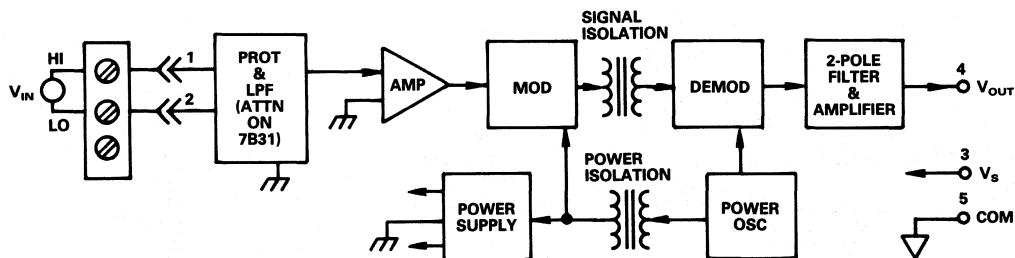 SIGNAL
ISOLATION
HI
V_IN
LO
1
2
PROT
&
LPF
(ATTN
ON
7B31)
AMP
MOD
DEMOD
2-POLE
FILTER
&
AMPLIFIER
4
V_OUT
POWER
ISOLATION
POWER
SUPPLY
POWER
OSC
3
V_S
5
COM